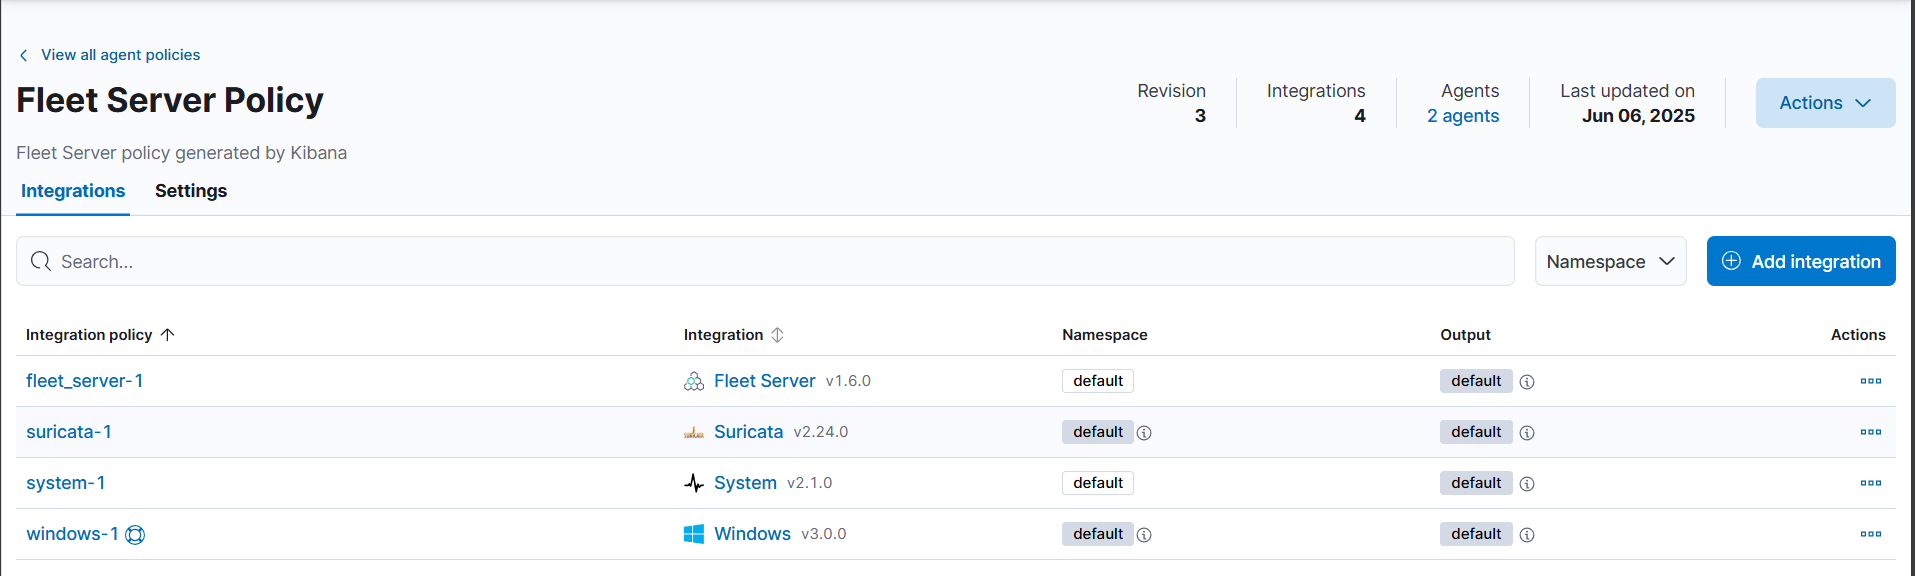 View all agent policies
Fleet Server Policy
Revision
3
Integrations
4
Agents
2 agents
Last updated on
Jun 06, 2025
Actions
Fleet Server policy generated by Kibana
Integrations Settings
Search...
Namespace
Add integration
Integration policy Integration Namespace Output Actions
fleet_server-1 Fleet Server v1.6.0 default default
suricata-1 Suricata v2.24.0 default default
system-1 System v2.1.0 default default
windows-1 Windows v3.0.0 default default